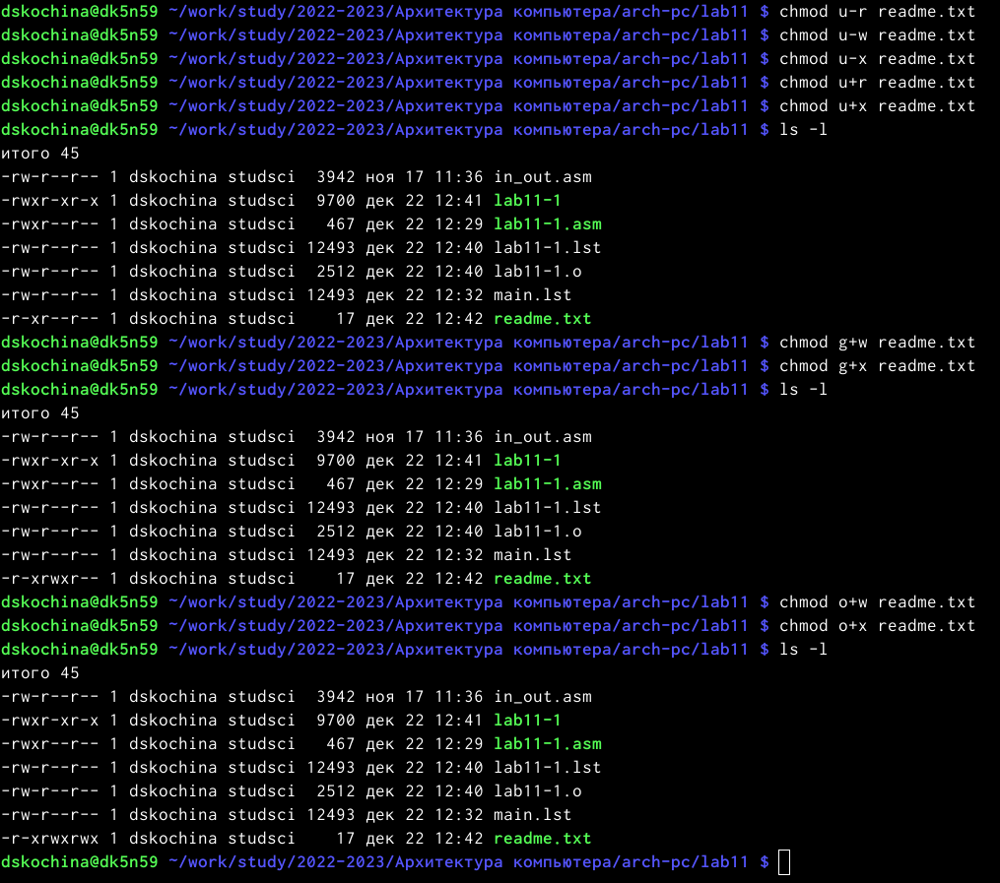 dskochina@dk5n59 ~/work/study/2022-2023/Архитектура компьютера/arch-pc/lab11 $ chmod u-r readme.txt
dskochina@dk5n59 ~/work/study/2022-2023/Архитектура компьютера/arch-pc/lab11 $ chmod u-w readme.txt
dskochina@dk5n59 ~/work/study/2022-2023/Архитектура компьютера/arch-pc/lab11 $ chmod u-x readme.txt
dskochina@dk5n59 ~/work/study/2022-2023/Архитектура компьютера/arch-pc/lab11 $ chmod u+r readme.txt
dskochina@dk5n59 ~/work/study/2022-2023/Архитектура компьютера/arch-pc/lab11 $ chmod u+x readme.txt
dskochina@dk5n59 ~/work/study/2022-2023/Архитектура компьютера/arch-pc/lab11 $ ls -l
итого 45
-rw-r--r-- 1 dskochina studsci  3942 ноя 17 11:36 in_out.asm
-rwxr-xr-x 1 dskochina studsci  9700 дек 22 12:41 lab11-1
-rwxr--r-- 1 dskochina studsci   467 дек 22 12:29 lab11-1.asm
-rw-r--r-- 1 dskochina studsci 12493 дек 22 12:40 lab11-1.lst
-rw-r--r-- 1 dskochina studsci  2512 дек 22 12:40 lab11-1.o
-rw-r--r-- 1 dskochina studsci 12493 дек 22 12:32 main.lst
-r-xr--r-- 1 dskochina studsci    17 дек 22 12:42 readme.txt
dskochina@dk5n59 ~/work/study/2022-2023/Архитектура компьютера/arch-pc/lab11 $ chmod g+w readme.txt
dskochina@dk5n59 ~/work/study/2022-2023/Архитектура компьютера/arch-pc/lab11 $ chmod g+x readme.txt
dskochina@dk5n59 ~/work/study/2022-2023/Архитектура компьютера/arch-pc/lab11 $ ls -l
итого 45
-rw-r--r-- 1 dskochina studsci  3942 ноя 17 11:36 in_out.asm
-rwxr-xr-x 1 dskochina studsci  9700 дек 22 12:41 lab11-1
-rwxr--r-- 1 dskochina studsci   467 дек 22 12:29 lab11-1.asm
-rw-r--r-- 1 dskochina studsci 12493 дек 22 12:40 lab11-1.lst
-rw-r--r-- 1 dskochina studsci  2512 дек 22 12:40 lab11-1.o
-rw-r--r-- 1 dskochina studsci 12493 дек 22 12:32 main.lst
-r-xrwxr-- 1 dskochina studsci    17 дек 22 12:42 readme.txt
dskochina@dk5n59 ~/work/study/2022-2023/Архитектура компьютера/arch-pc/lab11 $ chmod o+w readme.txt
dskochina@dk5n59 ~/work/study/2022-2023/Архитектура компьютера/arch-pc/lab11 $ chmod o+x readme.txt
dskochina@dk5n59 ~/work/study/2022-2023/Архитектура компьютера/arch-pc/lab11 $ ls -l
итого 45
-rw-r--r-- 1 dskochina studsci  3942 ноя 17 11:36 in_out.asm
-rwxr-xr-x 1 dskochina studsci  9700 дек 22 12:41 lab11-1
-rwxr--r-- 1 dskochina studsci   467 дек 22 12:29 lab11-1.asm
-rw-r--r-- 1 dskochina studsci 12493 дек 22 12:40 lab11-1.lst
-rw-r--r-- 1 dskochina studsci  2512 дек 22 12:40 lab11-1.o
-rw-r--r-- 1 dskochina studsci 12493 дек 22 12:32 main.lst
-r-xrwxrwx 1 dskochina studsci    17 дек 22 12:42 readme.txt
dskochina@dk5n59 ~/work/study/2022-2023/Архитектура компьютера/arch-pc/lab11 $